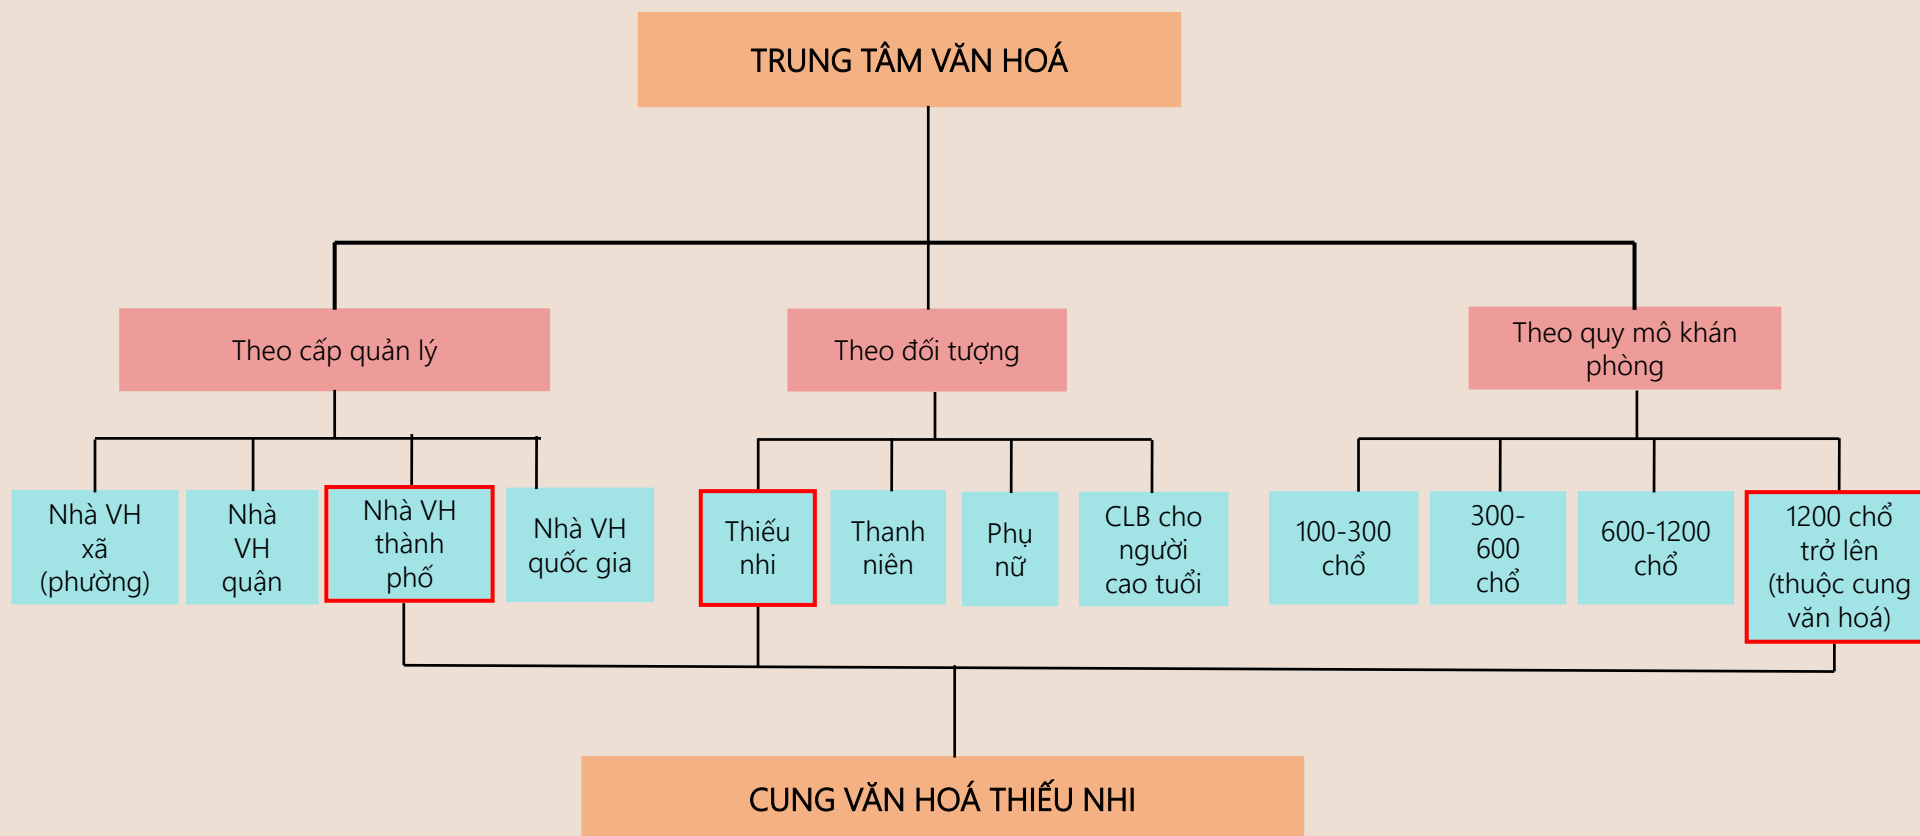 TRUNG TÂM VĂN HOÁ
Theo cấp quản lý
Theo đối tượng
Theo quy mô khán
phòng
Nhà VH
xã
(phường)
Nhà
VH
quận
Nhà VH
thành
phố
Nhà VH
quốc gia
Thiếu
nhi
Thanh
niên
Phụ
nữ
CLB cho
người
cao tuổi
100-300
chổ
300-
600
chổ
600-1200
chổ
1200 chổ
trở lên
(thuộc cung
văn hoá)
CUNG VĂN HOÁ THIẾU NHI